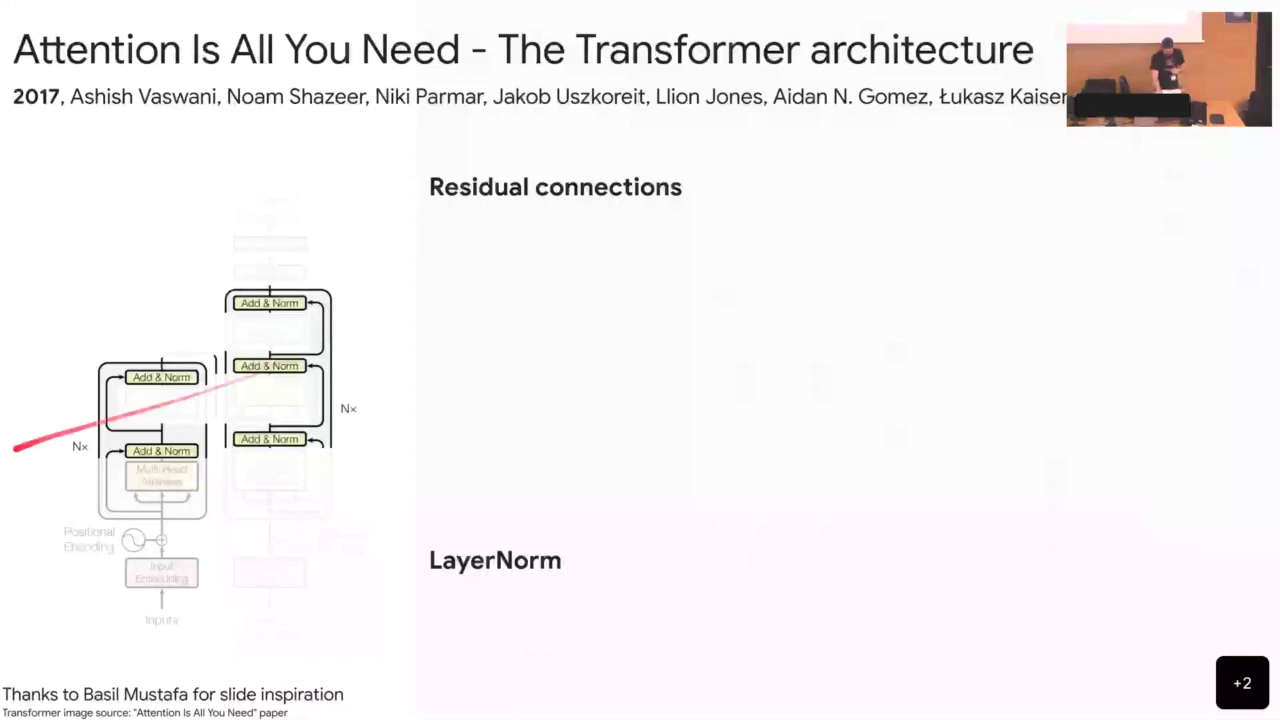 Attention Is All You Need - The Transformer architecture
2017, Ashish Vaswani, Noam Shazeer, Niki Parmar, Jakob Uszkoreit, Llion Jones, Aidan N. Gomez, Łukasz Kaiser
Residual connections
Add & Norm
Add & Norm
Add & Norm
Nx
Add & Norm
Nx
Add & Norm
Multi-Head
Attention
Positional
Encoding
Input
Embedding
Inputs
LayerNorm
Thanks to Basil Mustafa for slide inspiration
Transformer image source: "Attention Is All You Need" paper
+2